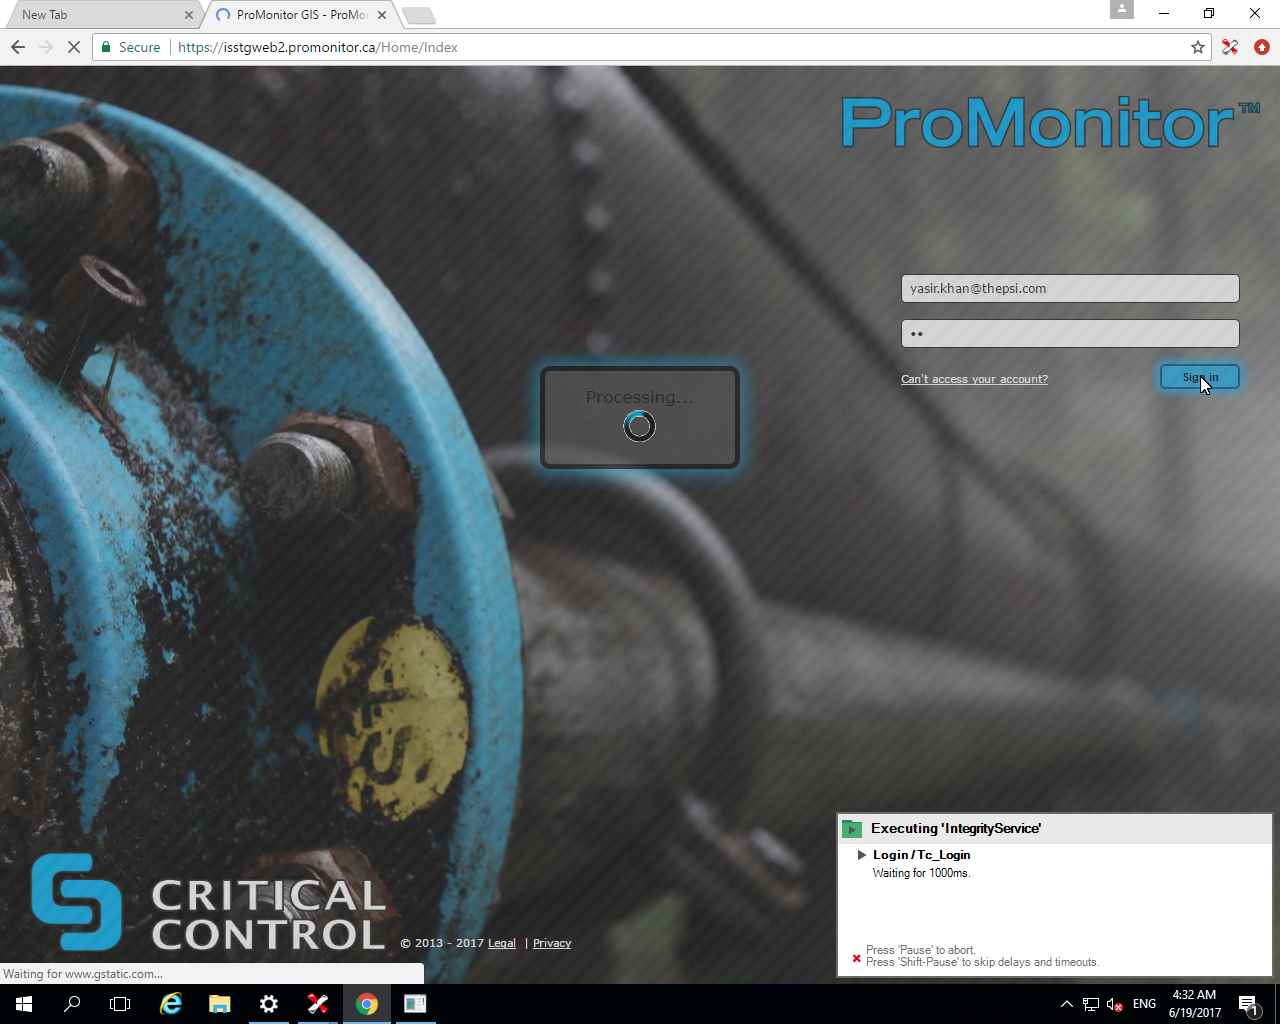 New Tab
ProMonitor GIS - ProMo
Secure
https://isstgweb2.promonitor.ca/Home/Index
ProMonitor™
yasir.khan@thepsi.com
••
Can't access your account?
Sign in
Processing...
Executing 'IntegrityService'
Login / Tc_Login
Waiting for 1000ms.
Press 'Pause' to abort.
Press 'Shift-Pause' to skip delays and timeouts.
CRITICAL
CONTROL
© 2013 - 2017 Legal | Privacy
Waiting for www.gstatic.com...
ENG
4:32 AM
6/19/2017
1